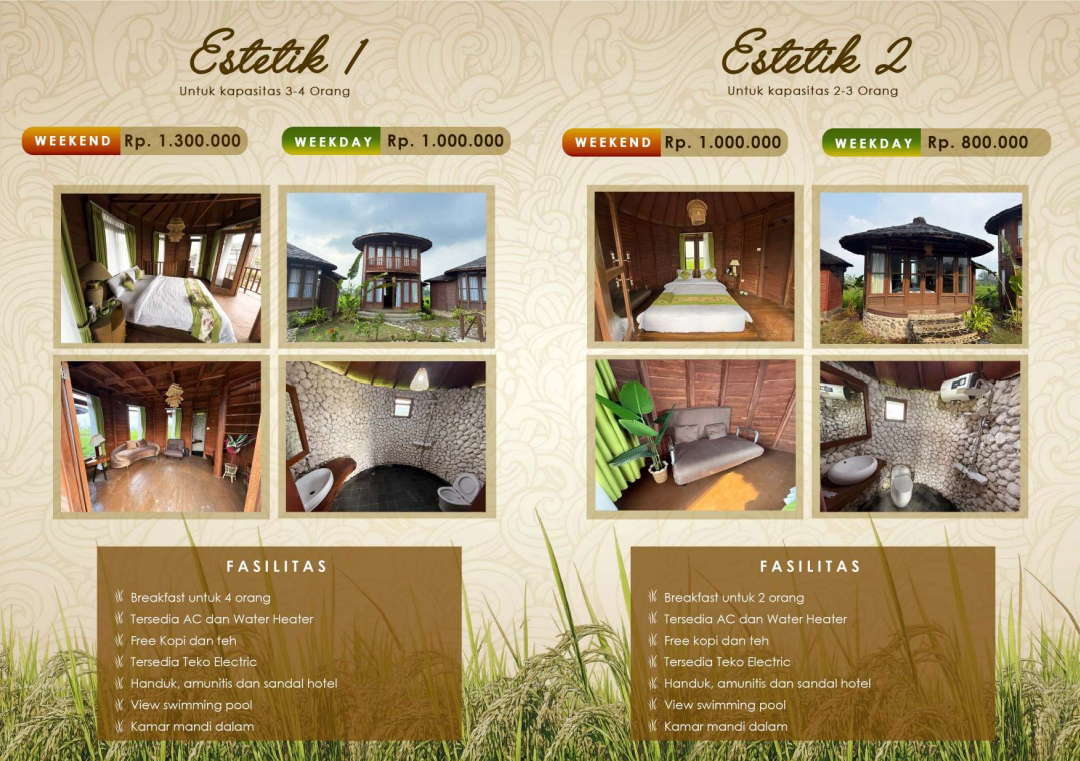 Estetik 1
Untuk kapasitas 3-4 Orang
WEEKEND Rp. 1.300.000
WEEKDAY Rp. 1.000.000
FASILITAS
Breakfast untuk 4 orang
Tersedia AC dan Water Heater
Free Kopi dan teh
Tersedia Teko Electric
Handuk, amunitis dan sandal hotel
View swimming pool
Kamar mandi dalam
Estetik 2
Untuk kapasitas 2-3 Orang
WEEKEND Rp. 1.000.000
WEEKDAY Rp. 800.000
FASILITAS
Breakfast untuk 2 orang
Tersedia AC dan Water Heater
Free kopi dan teh
Tersedia Teko Electric
Handuk, amunitis dan sandal hotel
View swimming pool
Kamar mandi dalam